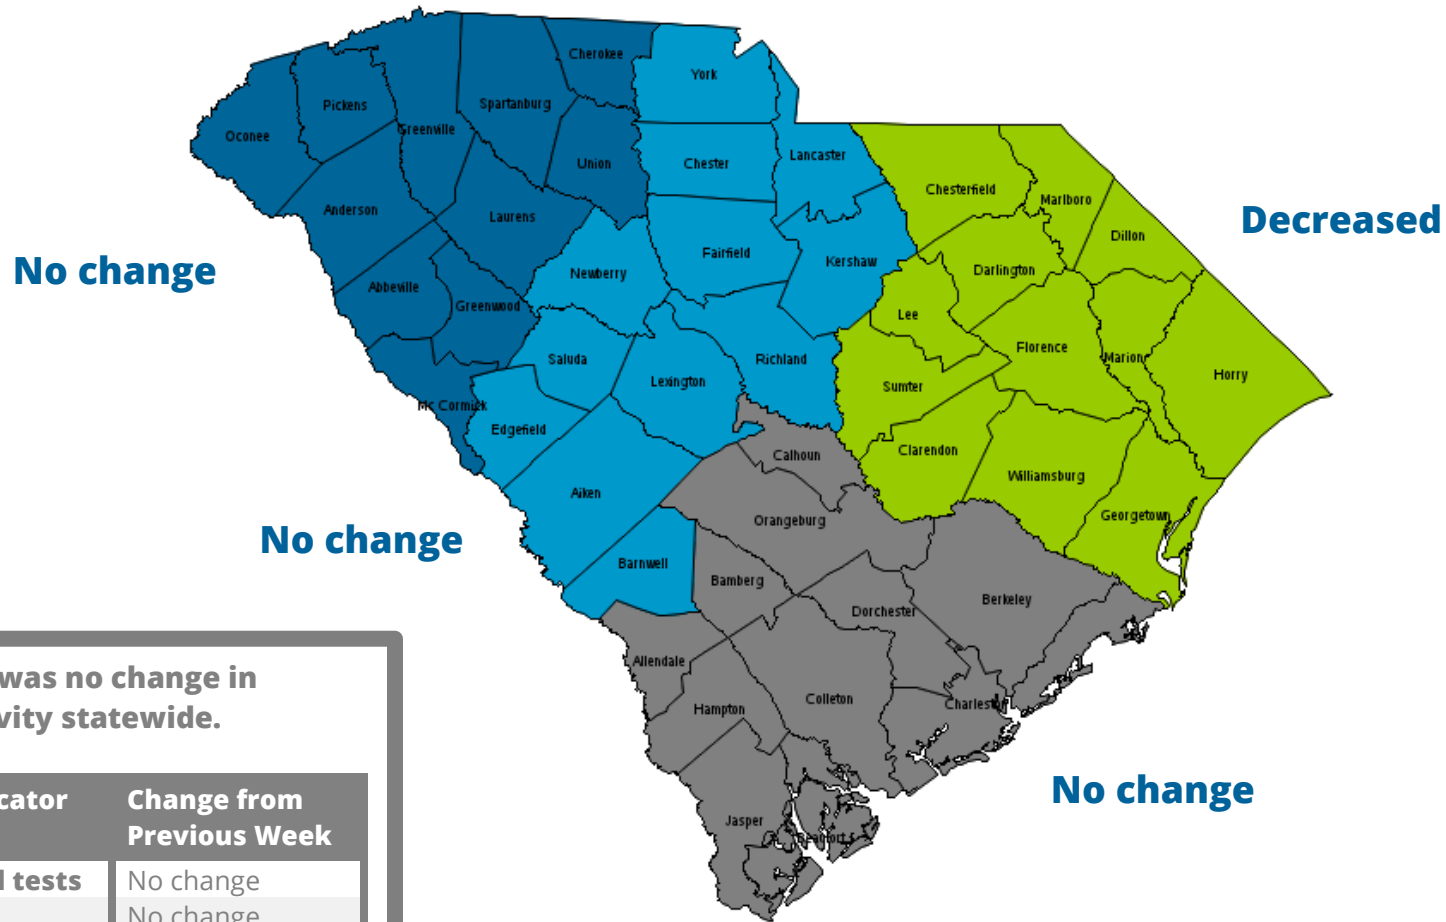 Cherokee
York
Pickens
Spartanburg
Greenville
Oconee
Union
Chester
Lancaster
Chesterfield
Marlboro
Anderson
Laurens
Dillon
Decreased
No change
Fairfield
Kershaw
Newberry
Darlington
Abbeville
Greenwood
Lee
Saluda
Richland
Florence
Marion
Lexington
Sumter
Horry
Mc Cormick
Edgefield
Calhoun
Clarendon
Williamsburg
Aiken
Orangeburg
Georgetown
No change
Barnwell
Bamberg
Berkeley
Dorchester
Allendale
was no change in
vity statewide.
Hampton
Colleton
Charleston
No change
cator
Change from
Previous Week
Jasper
Beaufort
l tests
No change
No change